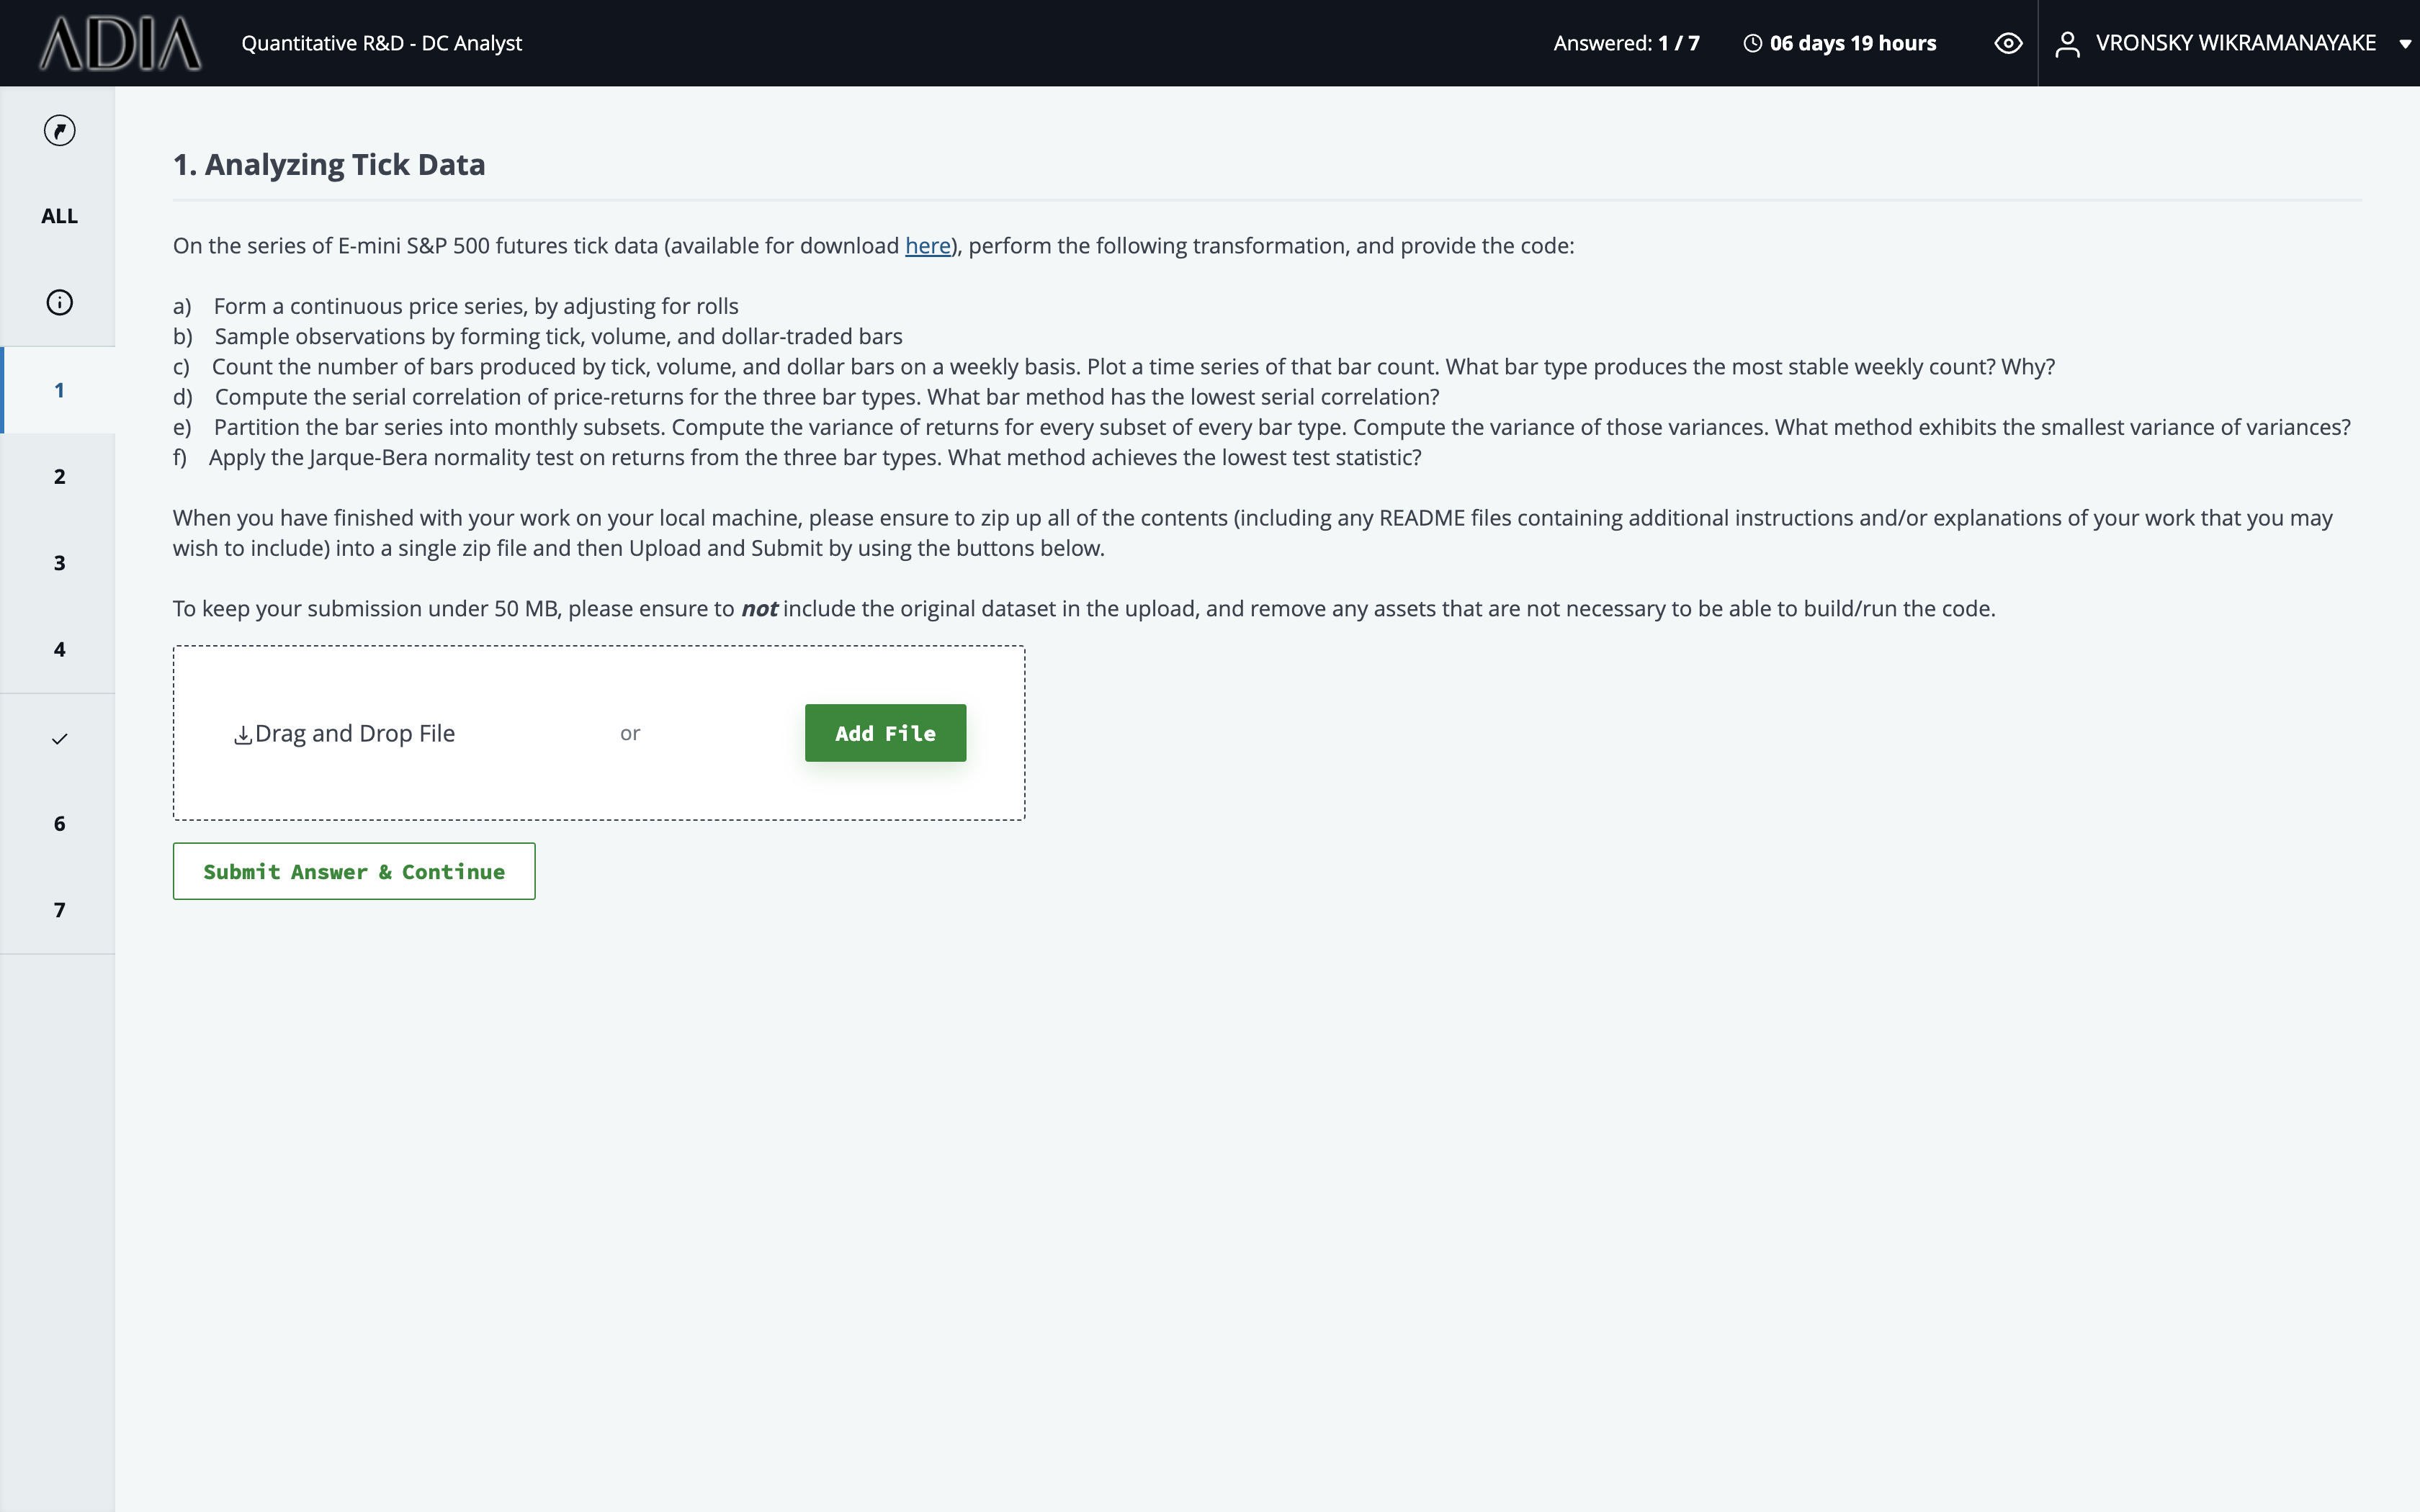 ADIA
Quantitative R&D - DC Analyst
Answered: 1 / 7
06 days 19 hours
VRONSKY WIKRAMANAYAKE
ALL
1
2
3
4
6
7
1. Analyzing Tick Data
On the series of E-mini S&P 500 futures tick data (available for download here), perform the following transformation, and provide the code:
a) Form a continuous price series, by adjusting for rolls
b) Sample observations by forming tick, volume, and dollar-traded bars
c) Count the number of bars produced by tick, volume, and dollar bars on a weekly basis. Plot a time series of that bar count. What bar type produces the most stable weekly count? Why?
d) Compute the serial correlation of price-returns for the three bar types. What bar method has the lowest serial correlation?
e) Partition the bar series into monthly subsets. Compute the variance of returns for every subset of every bar type. Compute the variance of those variances. What method exhibits the smallest variance of variances?
f) Apply the Jarque-Bera normality test on returns from the three bar types. What method achieves the lowest test statistic?
When you have finished with your work on your local machine, please ensure to zip up all of the contents (including any README files containing additional instructions and/or explanations of your work that you may
wish to include) into a single zip file and then Upload and Submit by using the buttons below.
To keep your submission under 50 MB, please ensure to not include the original dataset in the upload, and remove any assets that are not necessary to be able to build/run the code.
Drag and Drop File
or
Add File
Submit Answer & Continue